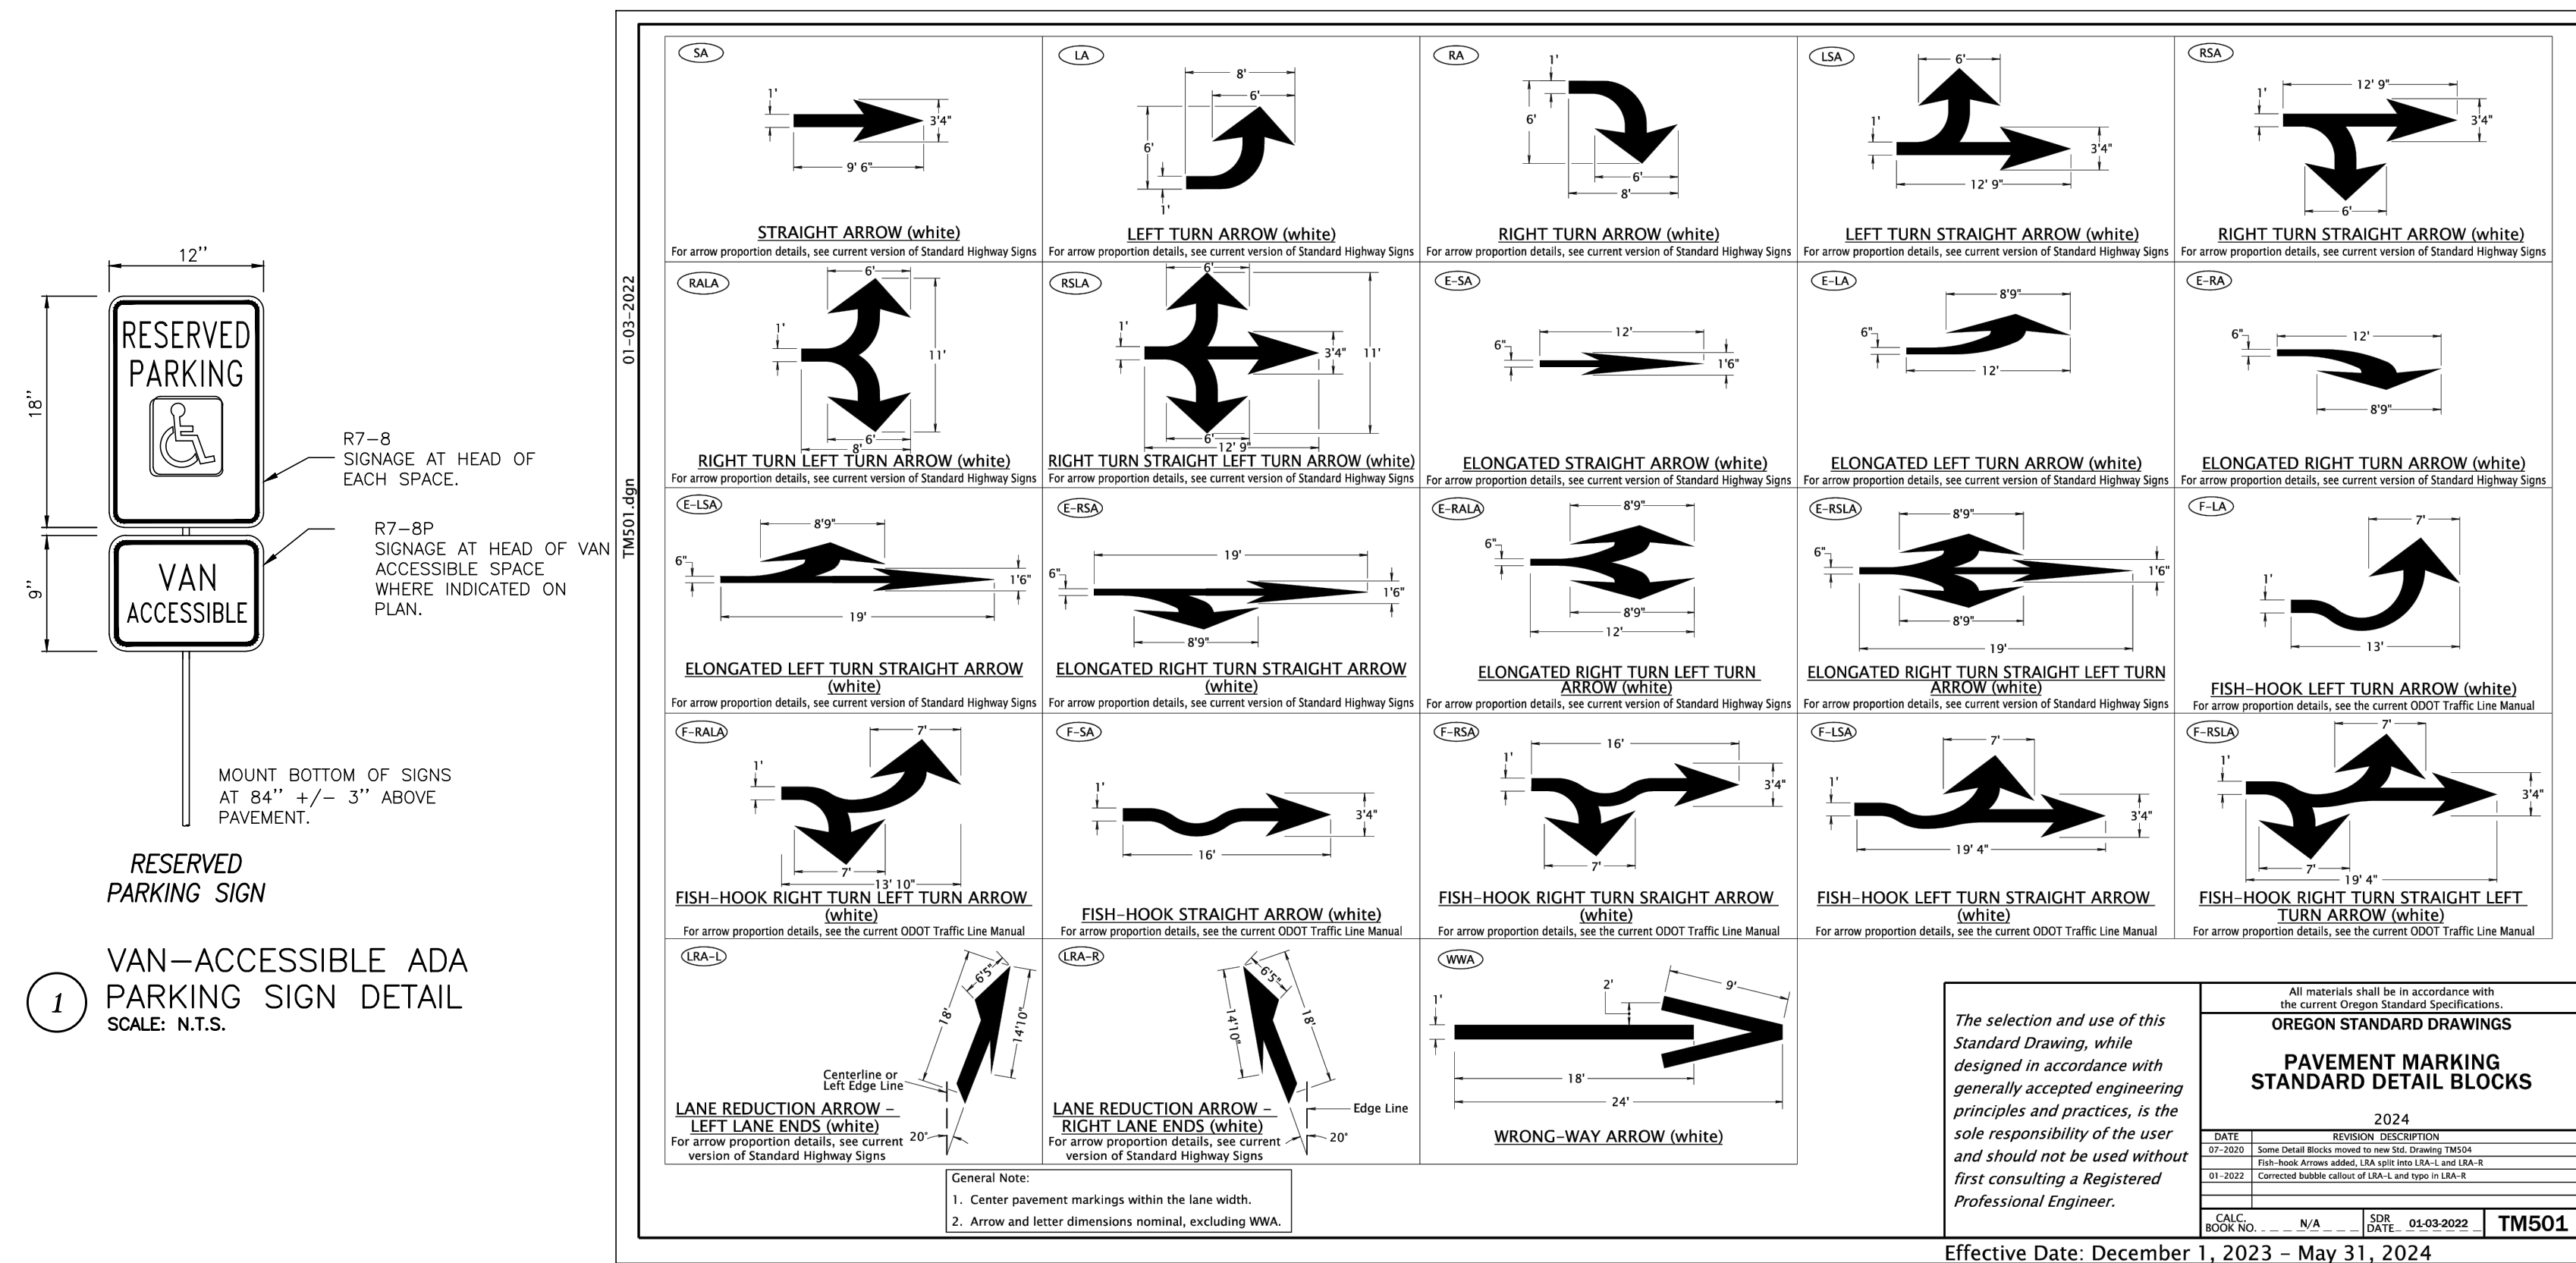 12’’
18’’
RESERVED
PARKING
R7-8
SIGNAGE AT HEAD OF
EACH SPACE.
9’’
VAN
ACCESSIBLE
R7-8P
SIGNAGE AT HEAD OF VAN
ACCESSIBLE SPACE
WHERE INDICATED ON
PLAN.
MOUNT BOTTOM OF SIGNS
AT 84’’ +/- 3’’ ABOVE
PAVEMENT.
RESERVED
PARKING SIGN
1
VAN-ACCESSIBLE ADA
PARKING SIGN DETAIL
SCALE: N.T.S.
01-03-2022
TM501.dgn
SA
1'
3'4"
9' 6"
STRAIGHT ARROW (white)
For arrow proportion details, see current version of Standard Highway Signs
LA
8'
6'
6'
1'
LEFT TURN ARROW (white)
For arrow proportion details, see current version of Standard Highway Signs
RA
1'
6'
6'
8'
RIGHT TURN ARROW (white)
For arrow proportion details, see current version of Standard Highway Signs
LSA
6'
1'
3'4"
12' 9"
LEFT TURN STRAIGHT ARROW (white)
For arrow proportion details, see current version of Standard Highway Signs
RSA
12' 9"
1'
3'4"
6'
RIGHT TURN STRAIGHT ARROW (white)
For arrow proportion details, see current version of Standard Highway Signs
RALA
6'
1'
11'
6'
8'
RIGHT TURN LEFT TURN ARROW (white)
For arrow proportion details, see current version of Standard Highway Signs
RSLA
6'
1'
3'4"
11'
6'
12' 9"
RIGHT TURN STRAIGHT LEFT TURN ARROW (white)
For arrow proportion details, see current version of Standard Highway Signs
E-SA
12'
6"
1'6"
ELONGATED STRAIGHT ARROW (white)
For arrow proportion details, see current version of Standard Highway Signs
E-LA
8'9"
6"
12'
ELONGATED LEFT TURN ARROW (white)
For arrow proportion details, see current version of Standard Highway Signs
E-RA
6"
12'
8'9"
ELONGATED RIGHT TURN ARROW (white)
For arrow proportion details, see current version of Standard Highway Signs
E-LSA
8'9"
6"
1'6"
19'
ELONGATED LEFT TURN STRAIGHT ARROW
(white)
For arrow proportion details, see current version of Standard Highway Signs
E-RSA
19'
6"
1'6"
8'9"
ELONGATED RIGHT TURN STRAIGHT ARROW
(white)
For arrow proportion details, see current version of Standard Highway Signs
E-RALA
8'9"
6"
8'9"
12'
ELONGATED RIGHT TURN LEFT TURN
ARROW (white)
For arrow proportion details, see current version of Standard Highway Signs
E-RSLA
8'9"
6"
1'6"
8'9"
19'
ELONGATED RIGHT TURN STRAIGHT LEFT TURN
ARROW (white)
For arrow proportion details, see current version of Standard Highway Signs
F-LA
7'
1'
13'
FISH-HOOK LEFT TURN ARROW (white)
For arrow proportion details, see the current ODOT Traffic Line Manual
F-RALA
7'
1'
7'
13' 10"
FISH-HOOK RIGHT TURN LEFT TURN ARROW
(white)
For arrow proportion details, see the current ODOT Traffic Line Manual
F-SA
1'
3'4"
16'
FISH-HOOK STRAIGHT ARROW (white)
For arrow proportion details, see the current ODOT Traffic Line Manual
F-RSA
16'
1'
3'4"
7'
FISH-HOOK RIGHT TURN SRAIGHT ARROW
(white)
For arrow proportion details, see the current ODOT Traffic Line Manual
F-LSA
7'
1'
3'4"
19' 4"
FISH-HOOK LEFT TURN STRAIGHT ARROW
(white)
For arrow proportion details, see the current ODOT Traffic Line Manual
F-RSLA
7'
1'
3'4"
7'
19' 4"
FISH-HOOK RIGHT TURN STRAIGHT LEFT
TURN ARROW (white)
For arrow proportion details, see the current ODOT Traffic Line Manual
LRA-L
6'5"
18'
14'10"
Centerline or
Left Edge Line
LANE REDUCTION ARROW -
LEFT LANE ENDS (white)
For arrow proportion details, see current
version of Standard Highway Signs
20°
LRA-R
6'5"
14'10"
18'
Edge Line
LANE REDUCTION ARROW -
RIGHT LANE ENDS (white)
For arrow proportion details, see current
version of Standard Highway Signs
20°
WWA
9'
2'
1'
18'
24'
WRONG-WAY ARROW (white)
General Note:
1. Center pavement markings within the lane width.
2. Arrow and letter dimensions nominal, excluding WWA.
The selection and use of this
Standard Drawing, while
designed in accordance with
generally accepted engineering
principles and practices, is the
sole responsibility of the user
and should not be used without
first consulting a Registered
Professional Engineer.
All materials shall be in accordance with
the current Oregon Standard Specifications.
OREGON STANDARD DRAWINGS
PAVEMENT MARKING
STANDARD DETAIL BLOCKS
2024
DATE REVISION DESCRIPTION
07-2020 Some Detail Blocks moved to new Std. Drawing TM504
Fish-hook Arrows added, LRA split into LRA-L and LRA-R
01-2022 Corrected bubble callout of LRA-L and typo in LRA-R
CALC. BOOK NO. N/A
SDR DATE 01-03-2022
TM501
Effective Date: December 1, 2023 - May 31, 2024